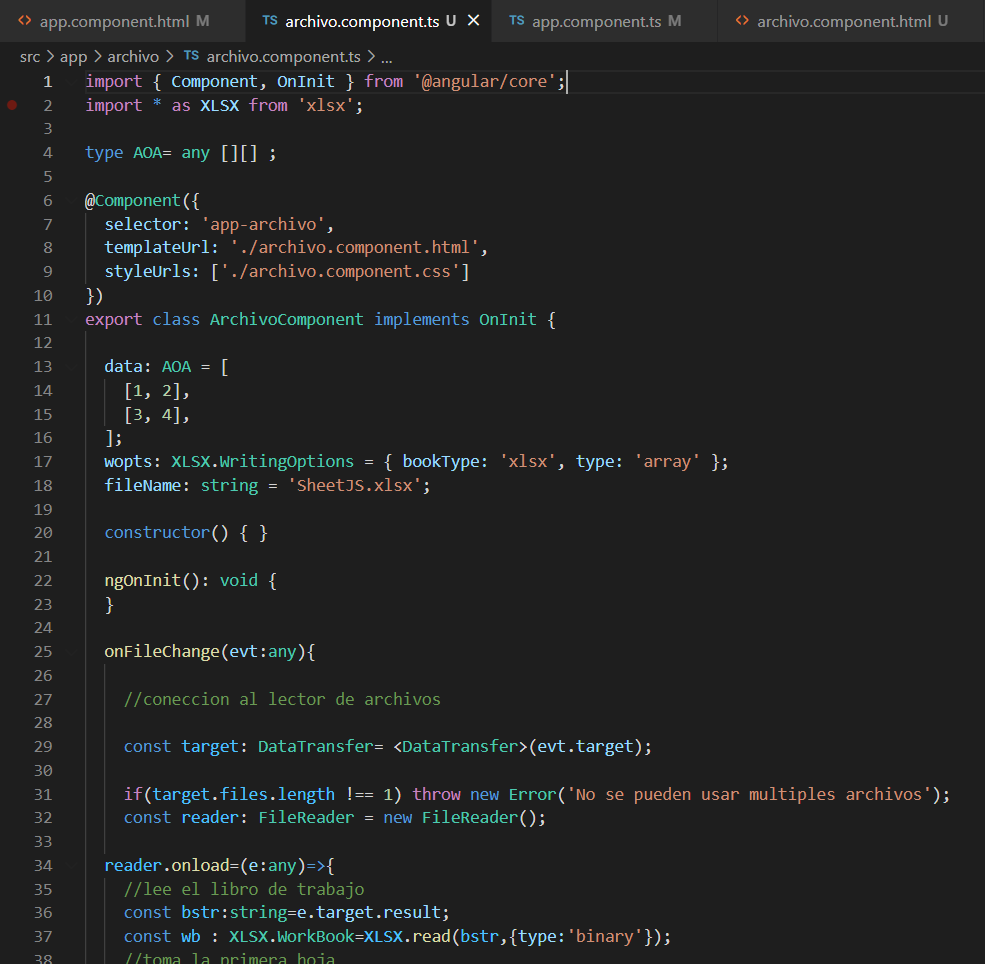 app.component.html M
TS archivo.component.ts U ×
TS app.component.ts M
archivo.component.html U
src > app > archivo > TS archivo.component.ts > ...
1 import { Component, OnInit } from '@angular/core';
2 import * as XLSX from 'xlsx';
3
4 type AOA= any [][] ;
5
6 @Component({
7 selector: 'app-archivo',
8 templateUrl: './archivo.component.html',
9 styleUrls: ['./archivo.component.css']
10 })
11 export class ArchivoComponent implements OnInit {
12
13 data: AOA = [
14 [1, 2],
15 [3, 4],
16 ];
17 wopts: XLSX.WritingOptions = { bookType: 'xlsx', type: 'array' };
18 fileName: string = 'SheetJS.xlsx';
19
20 constructor() { }
21
22 ngOnInit(): void {
23 }
24
25 onFileChange(evt:any){
26
27 //coneccion al lector de archivos
28
29 const target: DataTransfer= <DataTransfer>(evt.target);
30
31 if(target.files.length !== 1) throw new Error('No se pueden usar multiples archivos');
32 const reader: FileReader = new FileReader();
33
34 reader.onload=(e:any)=>{
35 //lee el libro de trabajo
36 const bstr:string=e.target.result;
37 const wb : XLSX.WorkBook=XLSX.read(bstr,{type:'binary'});
38 //toma la primera hoja